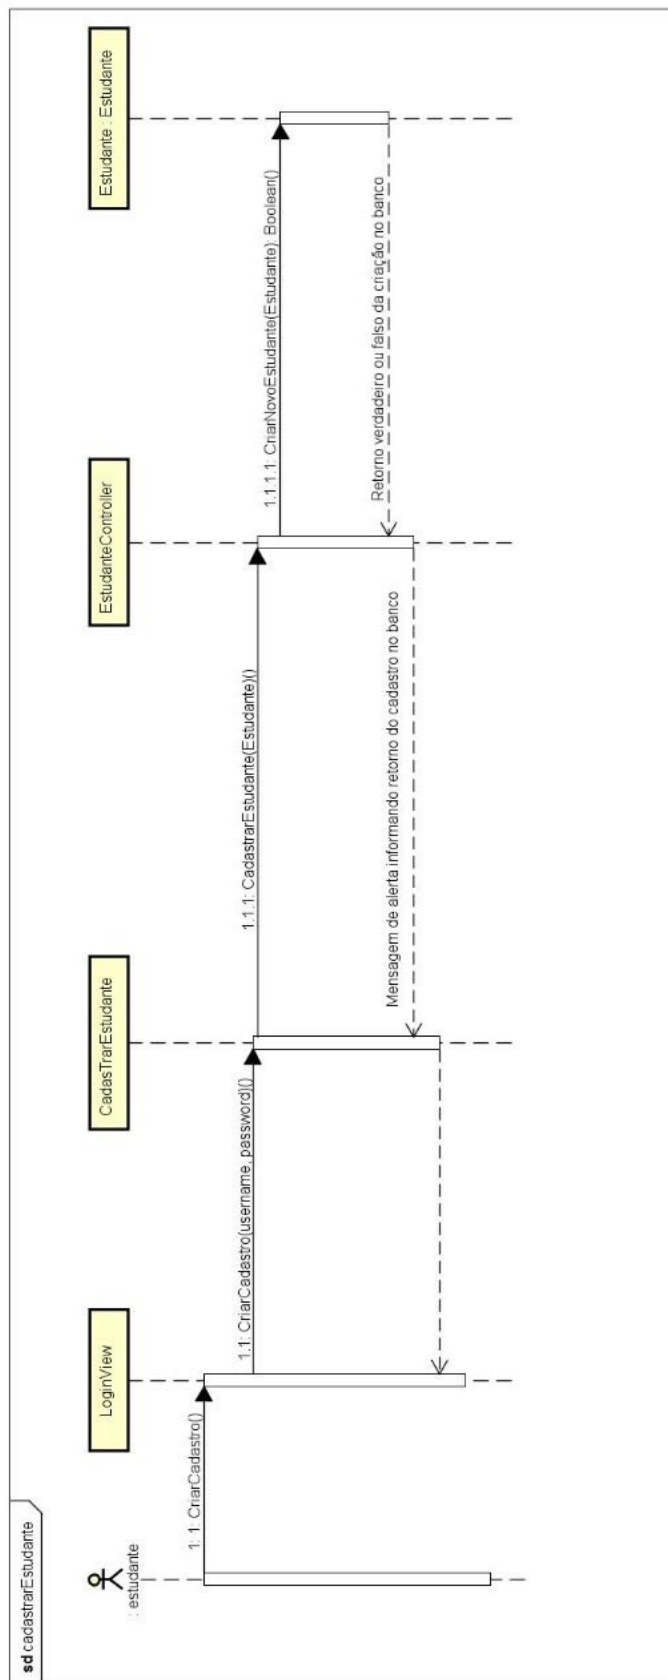 sd cadastrarEstudante
: estudante
LoginView
CadasTrarEstudante
EstudanteController
Estudante : Estudante
1: 1: CriarCadastro()
1.1: CriarCadastro(username, password)()
1.1.1: CadastrarEstudante(Estudante)()
1.1.1.1: CriarNovoEstudante(Estudante): Boolean()
Retorno verdadeiro ou falso da criação no banco
Mensagem de alerta informando retorno do cadastro no banco